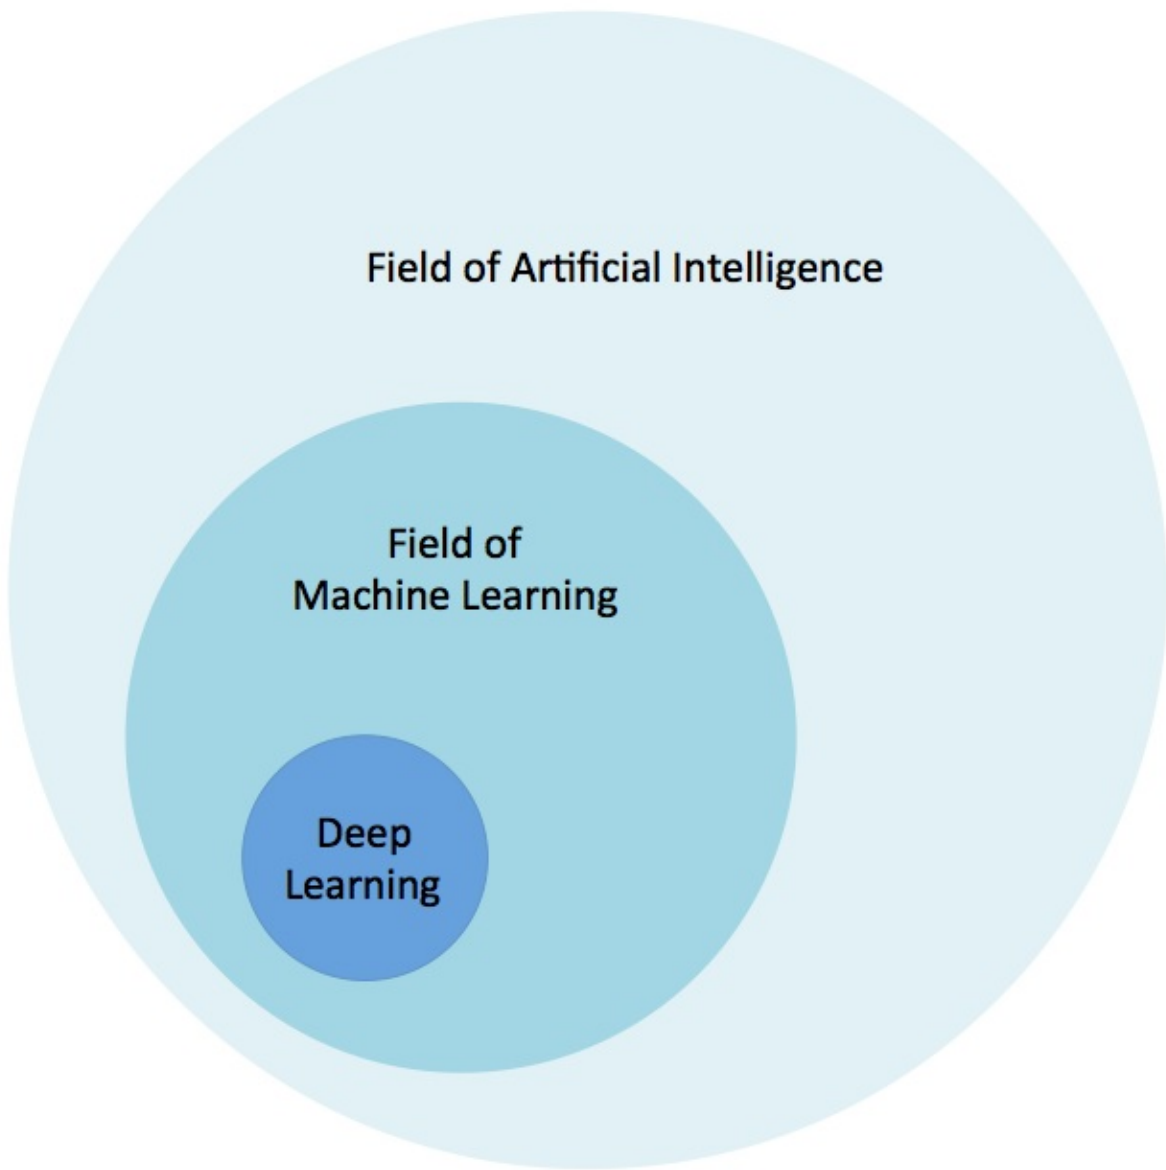 Field of Artificial Intelligence
Field of
Machine Learning
Deep
Learning